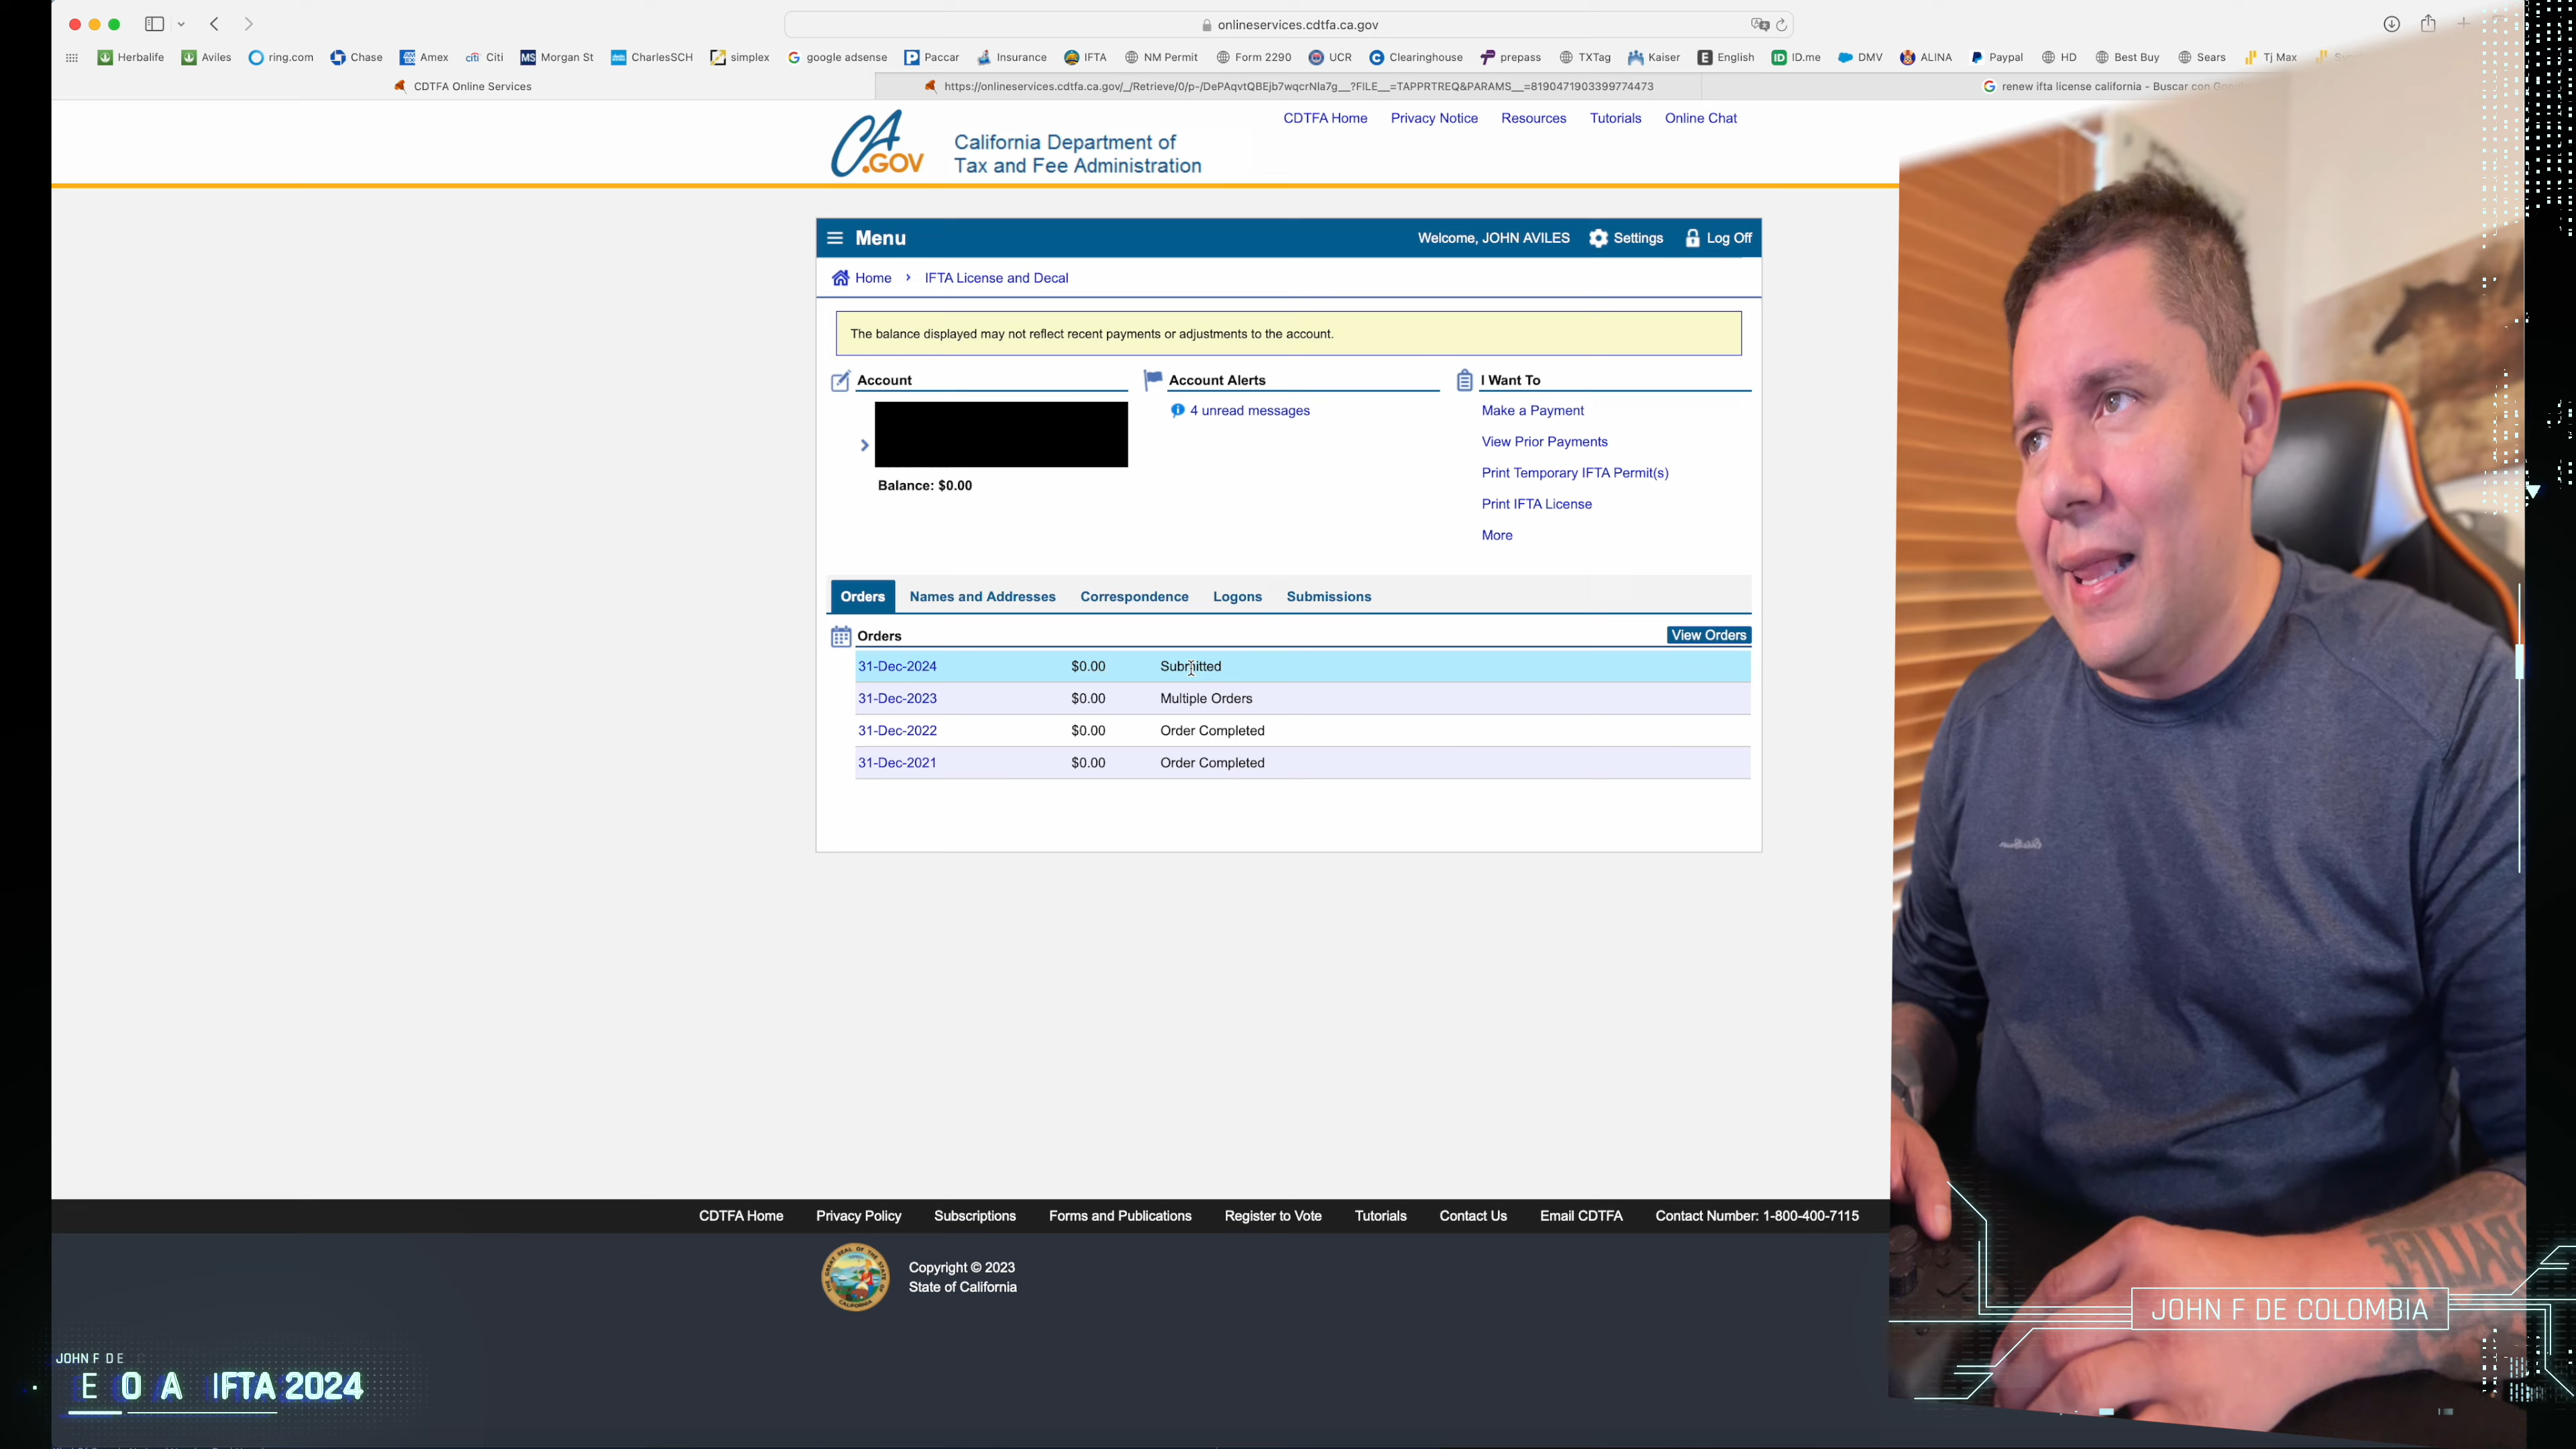 onlineservices.cdtfa.ca.gov
Herbalife Aviles ring.com Chase Amex citi Citi MS Morgan St CharlesSCH simplex google adsense Paccar Insurance IFTA NM Permit Form 2290 UCR Clearinghouse prepass TXTag Kaiser E English ID ID.me DMV ALINA Paypal HD Best Buy Sears Tj Max
CDTFA Online Services
https://onlineservices.cdtfa.ca.gov/_/Retrieve/0/p-/DePAqvtQBEjb7wqcrNla7g__?FILE__=TAPPRTREQ&PARAMS__=8190471903399774473
renew ifta license california - Buscar con
CDTFA Home Privacy Notice Resources Tutorials Online Chat
CA.GOV
California Department of
Tax and Fee Administration
Menu
Welcome, JOHN AVILES Settings Log Off
Home > IFTA License and Decal
The balance displayed may not reflect recent payments or adjustments to the account.
Account
Balance: $0.00
Account Alerts
4 unread messages
I Want To
Make a Payment
View Prior Payments
Print Temporary IFTA Permit(s)
Print IFTA License
More
Orders Names and Addresses Correspondence Logons Submissions
Orders
View Orders
31-Dec-2024 $0.00 Submitted
31-Dec-2023 $0.00 Multiple Orders
31-Dec-2022 $0.00 Order Completed
31-Dec-2021 $0.00 Order Completed
CDTFA Home Privacy Policy Subscriptions Forms and Publications Register to Vote Tutorials Contact Us Email CDTFA Contact Number: 1-800-400-7115
Copyright © 2023
State of California
JOHN F DE COLOMBIA
JOHN F DE
E O A IFTA 2024